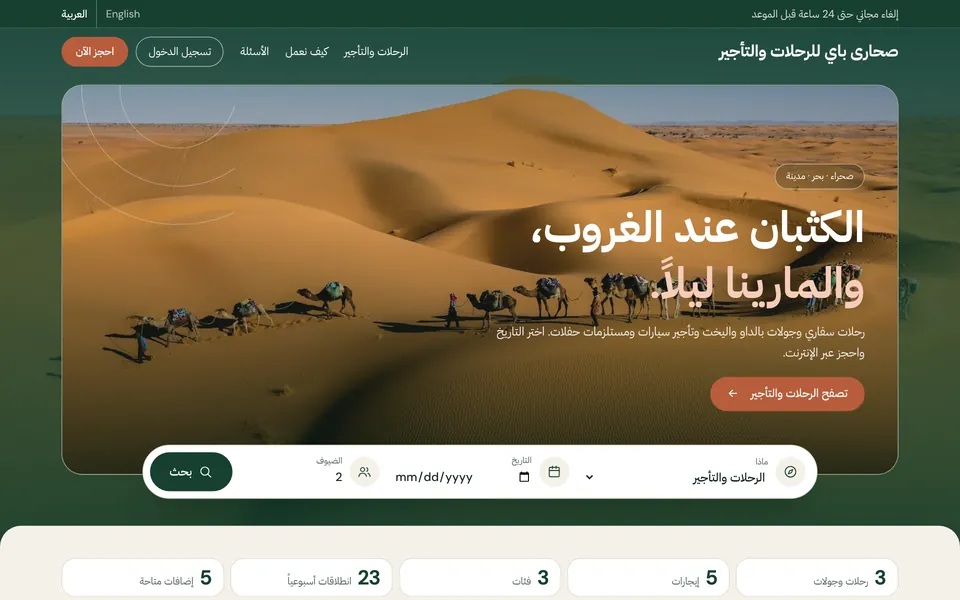 إلغاء مجاني حتى 24 ساعة قبل الموعد
العربية English
صحارى باي للرحلات والتأجير
الرحلات والتأجير كيف نعمل الأسئلة تسجيل الدخول احجز الآن
صحراء · بحر · مدينة
الكثبان عند الغروب،
والمارينا ليلاً.
رحلات سفاري وجولات بالداو واليخت وتأجير سيارات ومستلزمات حفلات. اختر التاريخ
واحجز عبر الإنترنت.
تصفح الرحلات والتأجير ←
ماذا
الرحلات والتأجير
التاريخ
mm/dd/yyyy
الضيوف
2
بحث
3 رحلات وجولات
5 إيجارات
3 فئات
23 انطلاقات أسبوعياً
5 إضافات متاحة